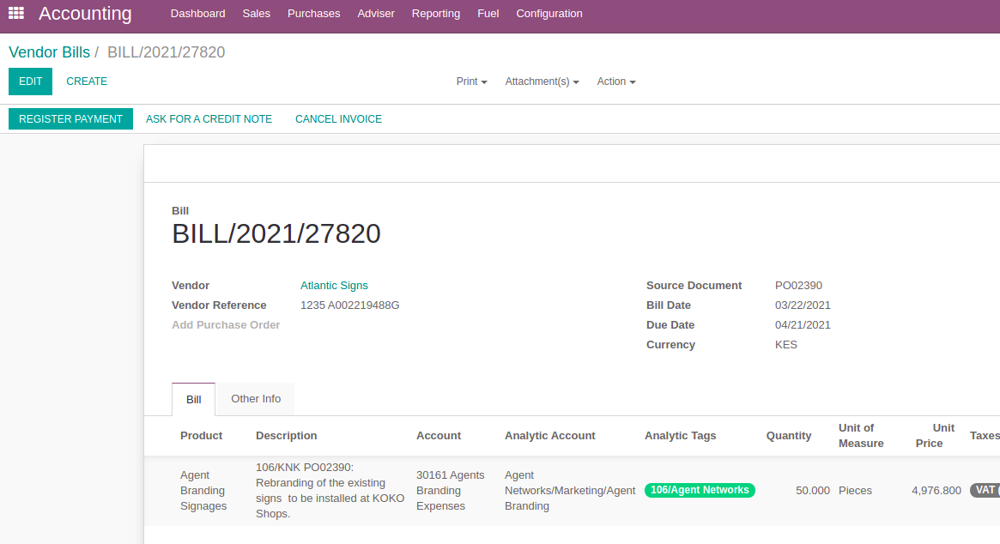 Accounting Dashboard Sales Purchases Adviser Reporting Fuel Configuration
Vendor Bills / BILL/2021/27820
EDIT CREATE Print Attachment(s) Action
REGISTER PAYMENT ASK FOR A CREDIT NOTE CANCEL INVOICE
Bill
BILL/2021/27820
Vendor Atlantic Signs
Vendor Reference 1235 A002219488G
Add Purchase Order
Source Document PO02390
Bill Date 03/22/2021
Due Date 04/21/2021
Currency KES
Bill Other Info
Product Description Account Analytic Account Analytic Tags Quantity Unit of Measure Unit Price Taxes
Agent
Branding
Signages
106/KNK PO02390:
Rebranding of the existing
signs to be installed at KOKO
Shops.
30161 Agents
Branding
Expenses
Agent
Networks/Marketing/Agent
Branding
106/Agent Networks
50.000 Pieces 4,976.800 VAT (